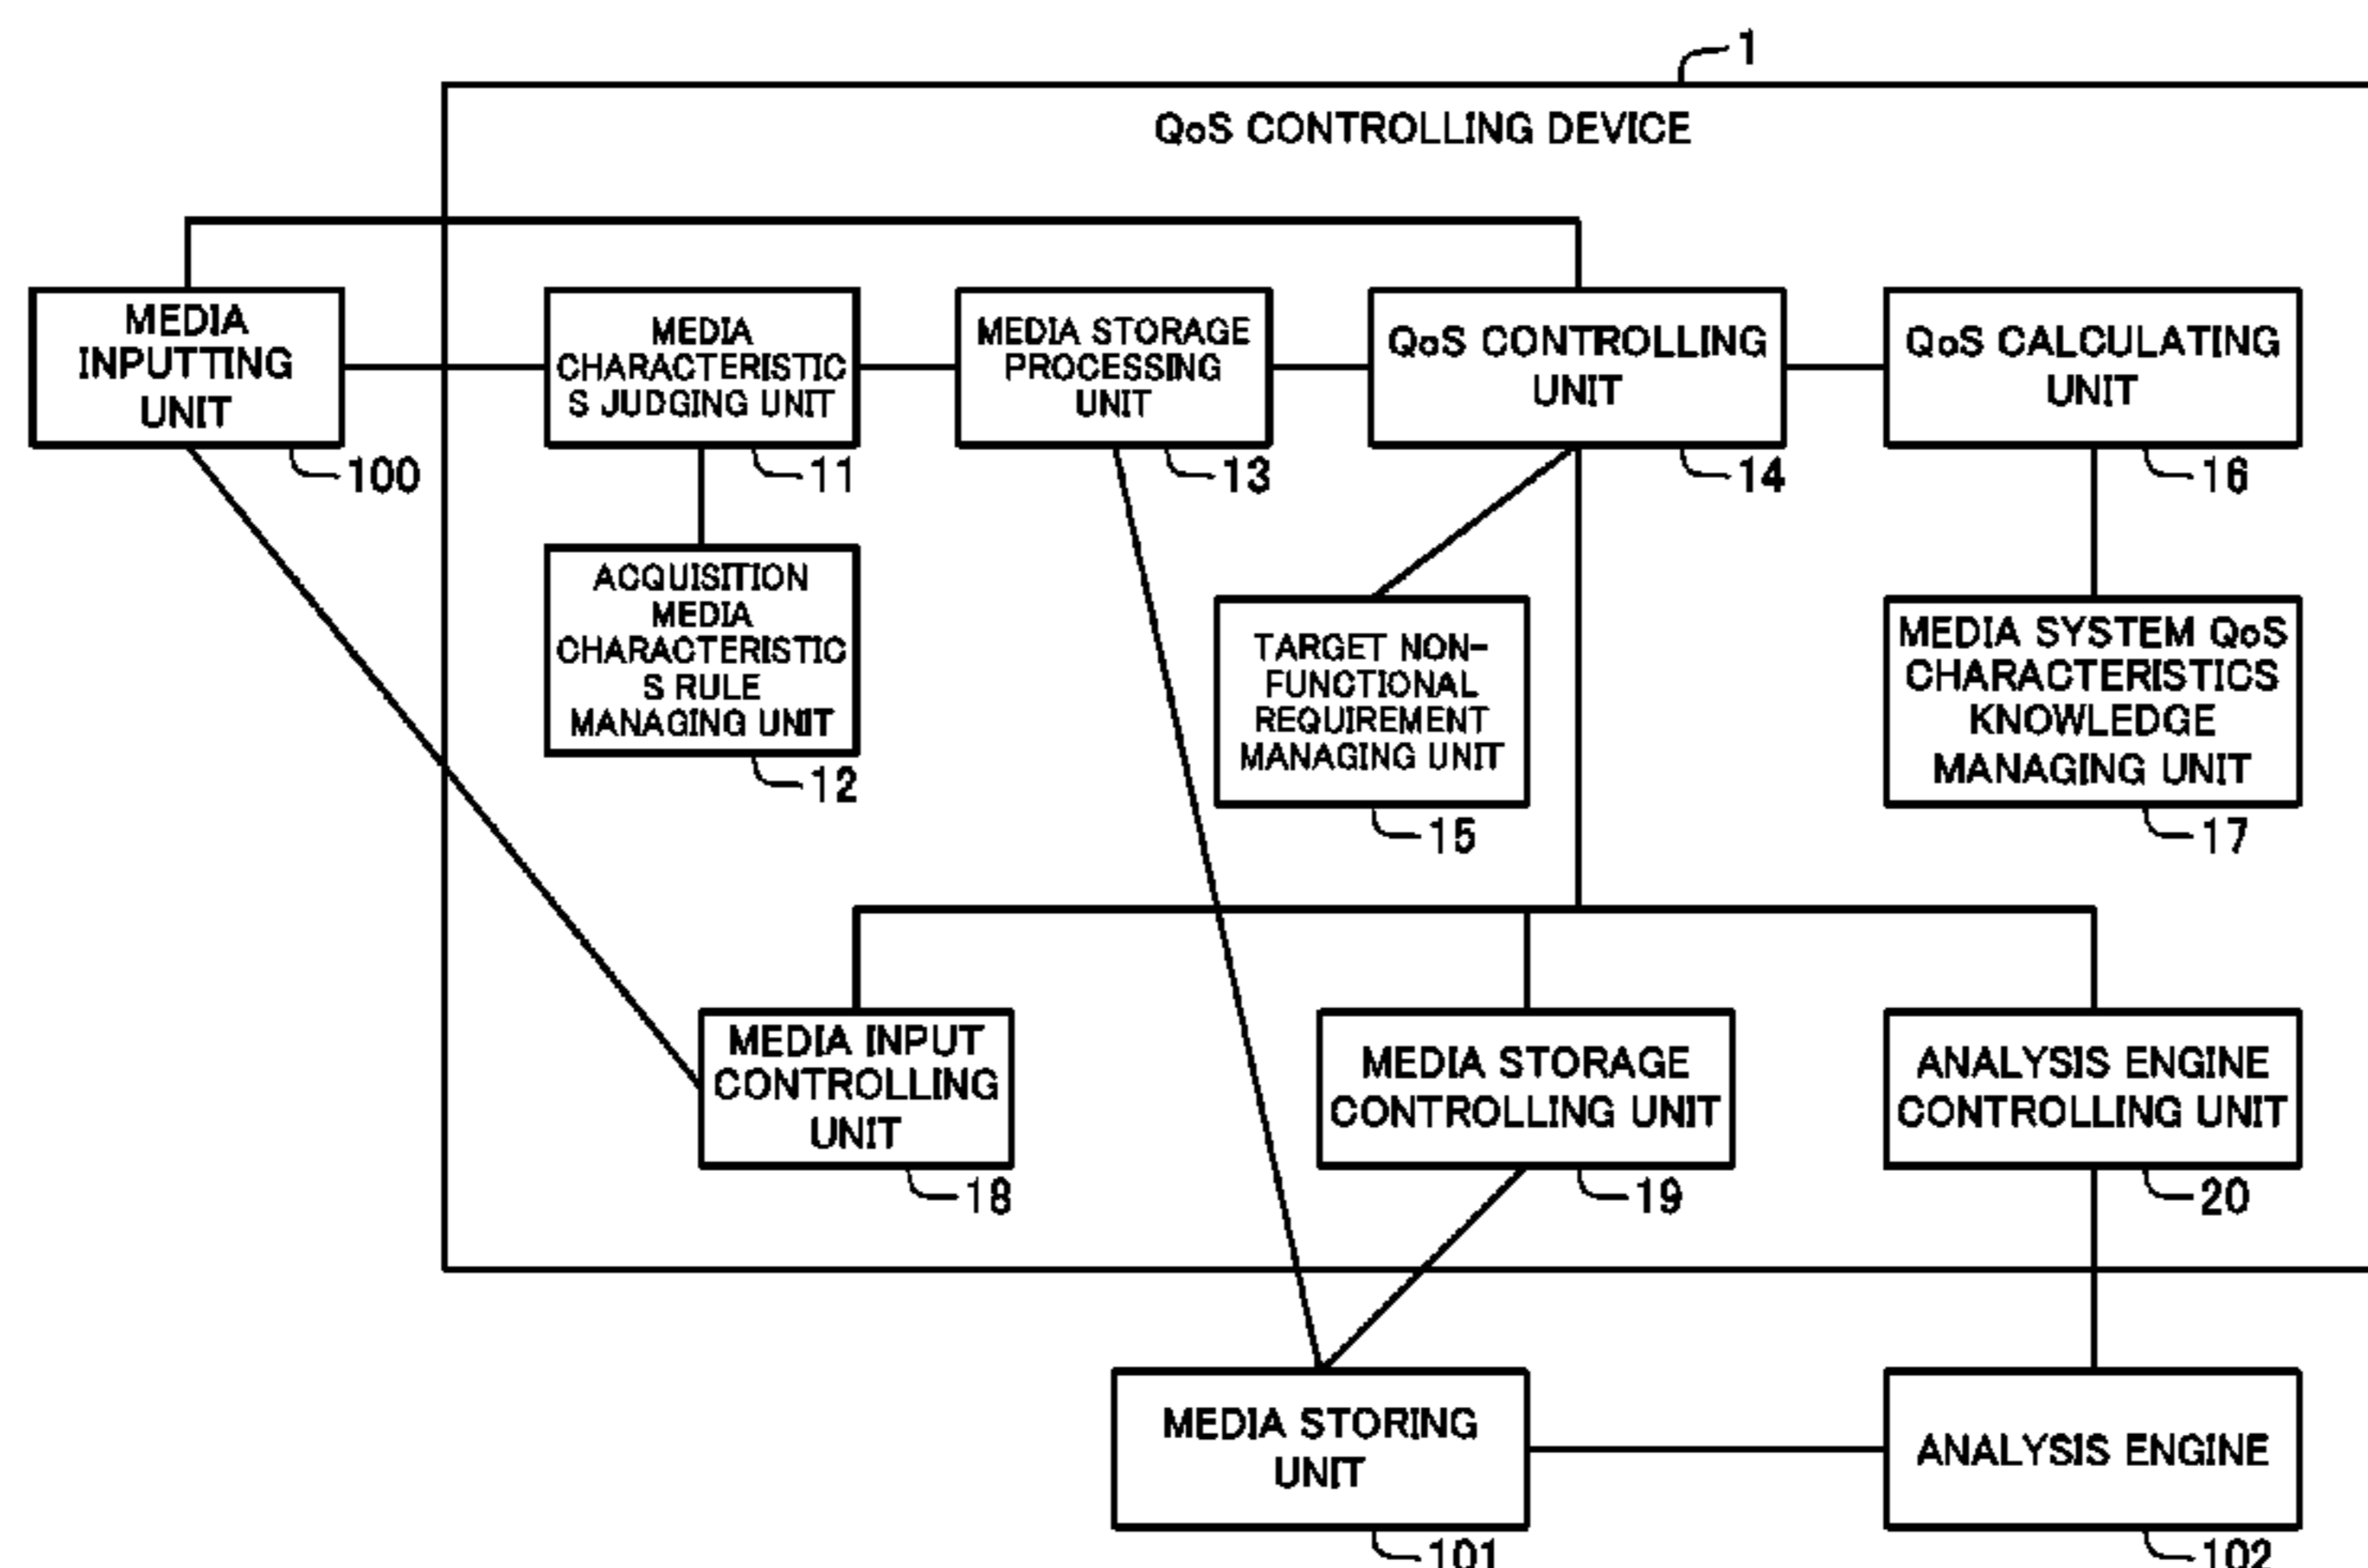 1
QoS CONTROLLING DEVICE
MEDIA
INPUTTING
UNIT
100
MEDIA
CHARACTERISTIC
S JUDGING UNIT
11
MEDIA STORAGE
PROCESSING
UNIT
13
QoS CONTROLLING
UNIT
14
QoS CALCULATING
UNIT
16
ACQUISITION
MEDIA
CHARACTERISTIC
S RULE
MANAGING UNIT
12
TARGET NON-
FUNCTIONAL
REQUIREMENT
MANAGING UNIT
15
MEDIA SYSTEM QoS
CHARACTERISTICS
KNOWLEDGE
MANAGING UNIT
17
MEDIA INPUT
CONTROLLING
UNIT
18
MEDIA STORAGE
CONTROLLING UNIT
19
ANALYSIS ENGINE
CONTROLLING UNIT
20
MEDIA STORING
UNIT
101
ANALYSIS ENGINE
102